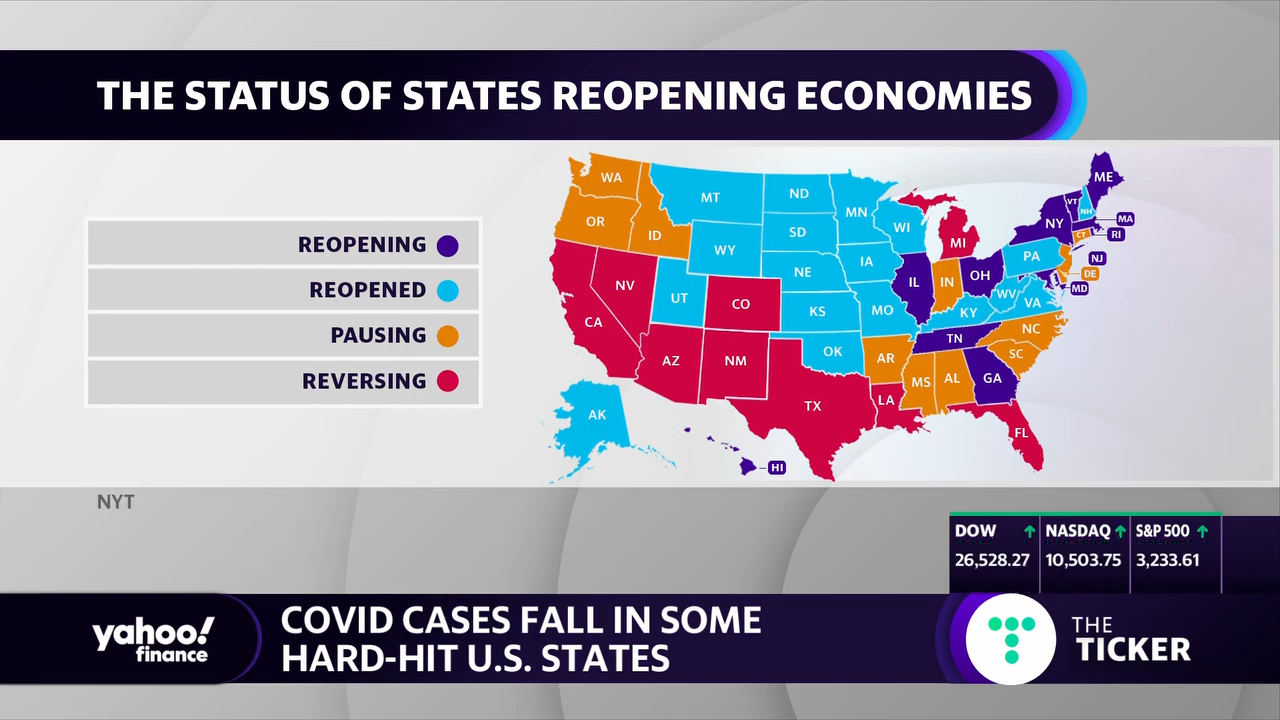 THE STATUS OF STATES REOPENING ECONOMIES
REOPENING
REOPENED
PAUSING
REVERSING
WA
OR
ID
MT
ND
MN
WI
MI
ME
VT
NH
NY
MA
RI
CT
NJ
DE
MD
PA
WY
SD
IA
NE
NV
UT
CO
CA
KS
MO
IL
IN
OH
WV
VA
KY
TN
NC
SC
AZ
NM
OK
AR
MS
AL
GA
TX
LA
FL
AK
HI
NYT
DOW
26,528.27
NASDAQ
10,503.75
S&P 500
3,233.61
yahoo!
finance
COVID CASES FALL IN SOME
HARD-HIT U.S. STATES
THE
TICKER